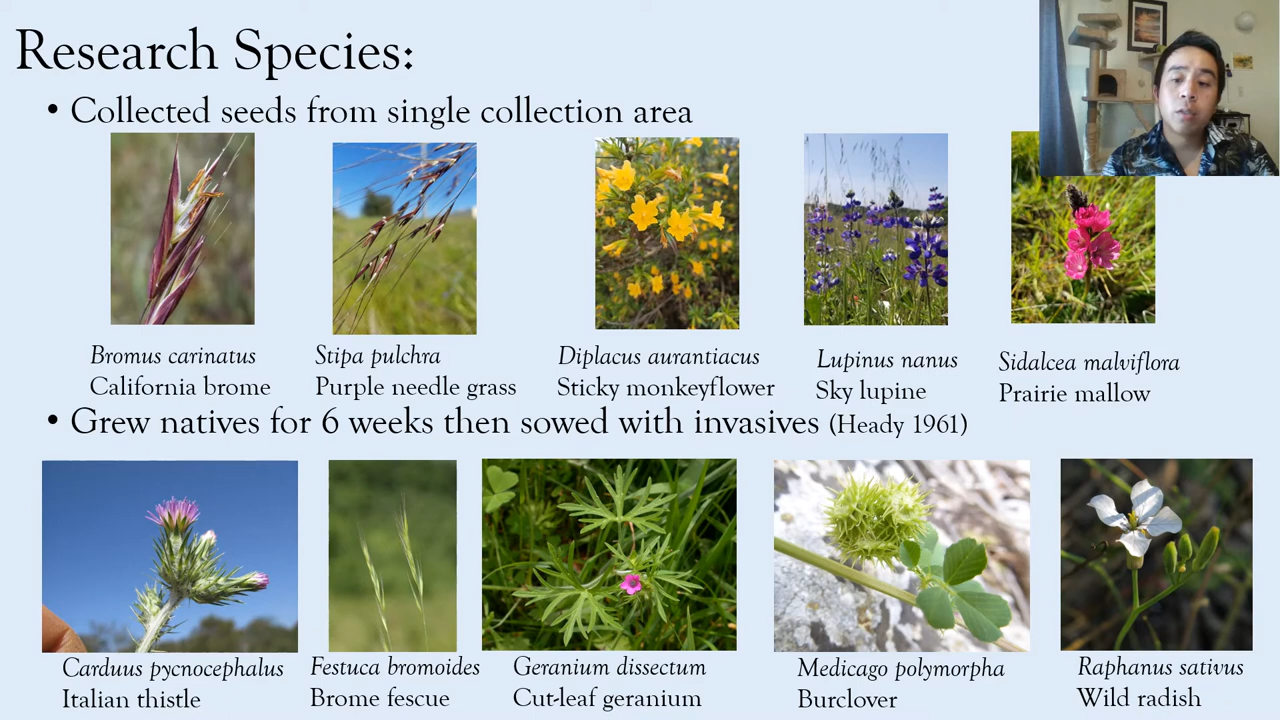 Research Species:
• Collected seeds from single collection area
Bromus carinatus
California brome
Stipa pulchra
Purple needle grass
Diplacus aurantiacus
Sticky monkeyflower
Lupinus nanus
Sky lupine
Sidalcea malviflora
Prairie mallow
• Grew natives for 6 weeks then sowed with invasives (Heady 1961)
Carduus pycnocephalus
Italian thistle
Festuca bromoides
Brome fescue
Geranium dissectum
Cut-leaf geranium
Medicago polymorpha
Burclover
Raphanus sativus
Wild radish